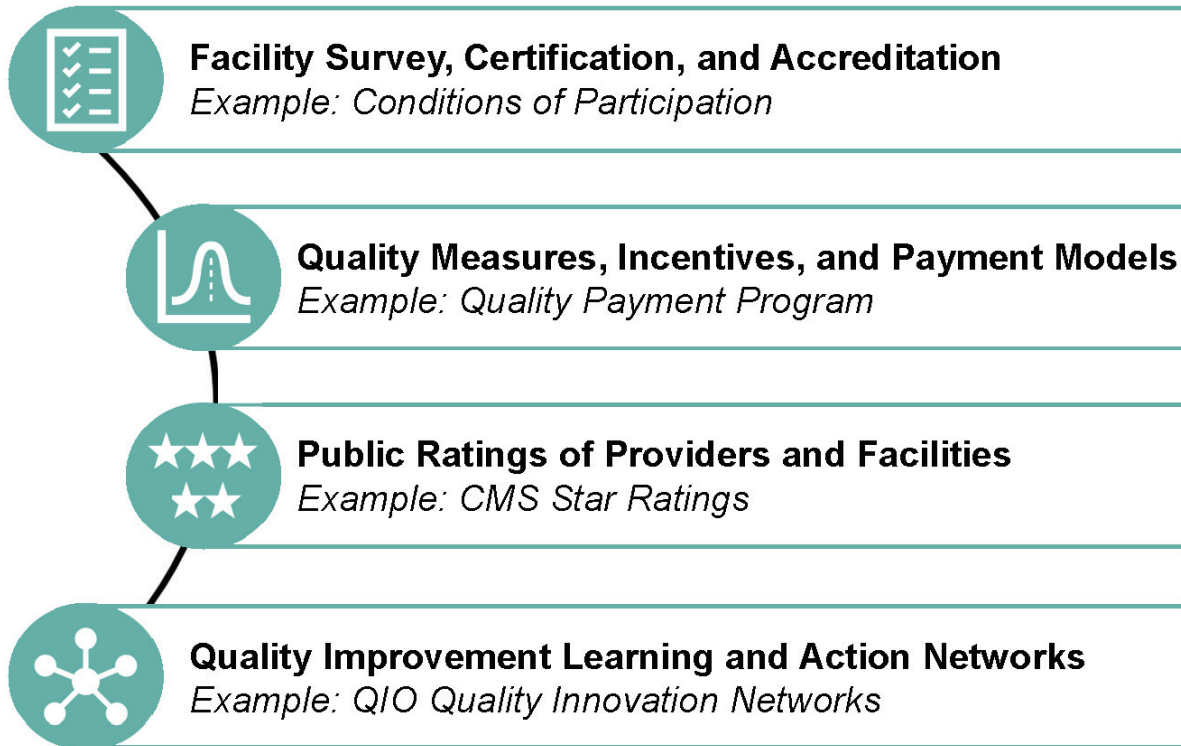 Facility Survey, Certification, and Accreditation
Example: Conditions of Participation
Quality Measures, Incentives, and Payment Models
Example: Quality Payment Program
Public Ratings of Providers and Facilities
Example: CMS Star Ratings
Quality Improvement Learning and Action Networks
Example: QIO Quality Innovation Networks